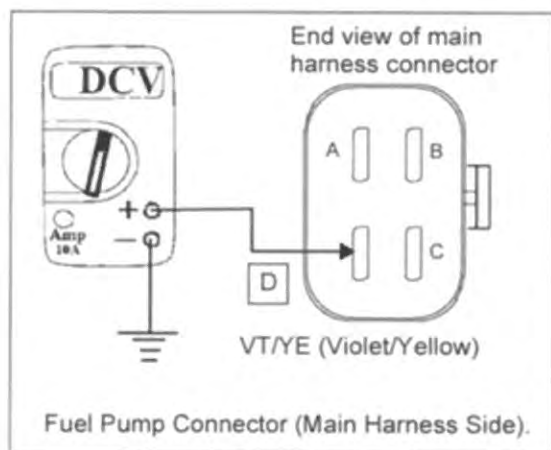 End view of main
harness connector
DCV
A
B
+
Amp
10A
−
D
C
VT/YE (Violet/Yellow)
Fuel Pump Connector (Main Harness Side).